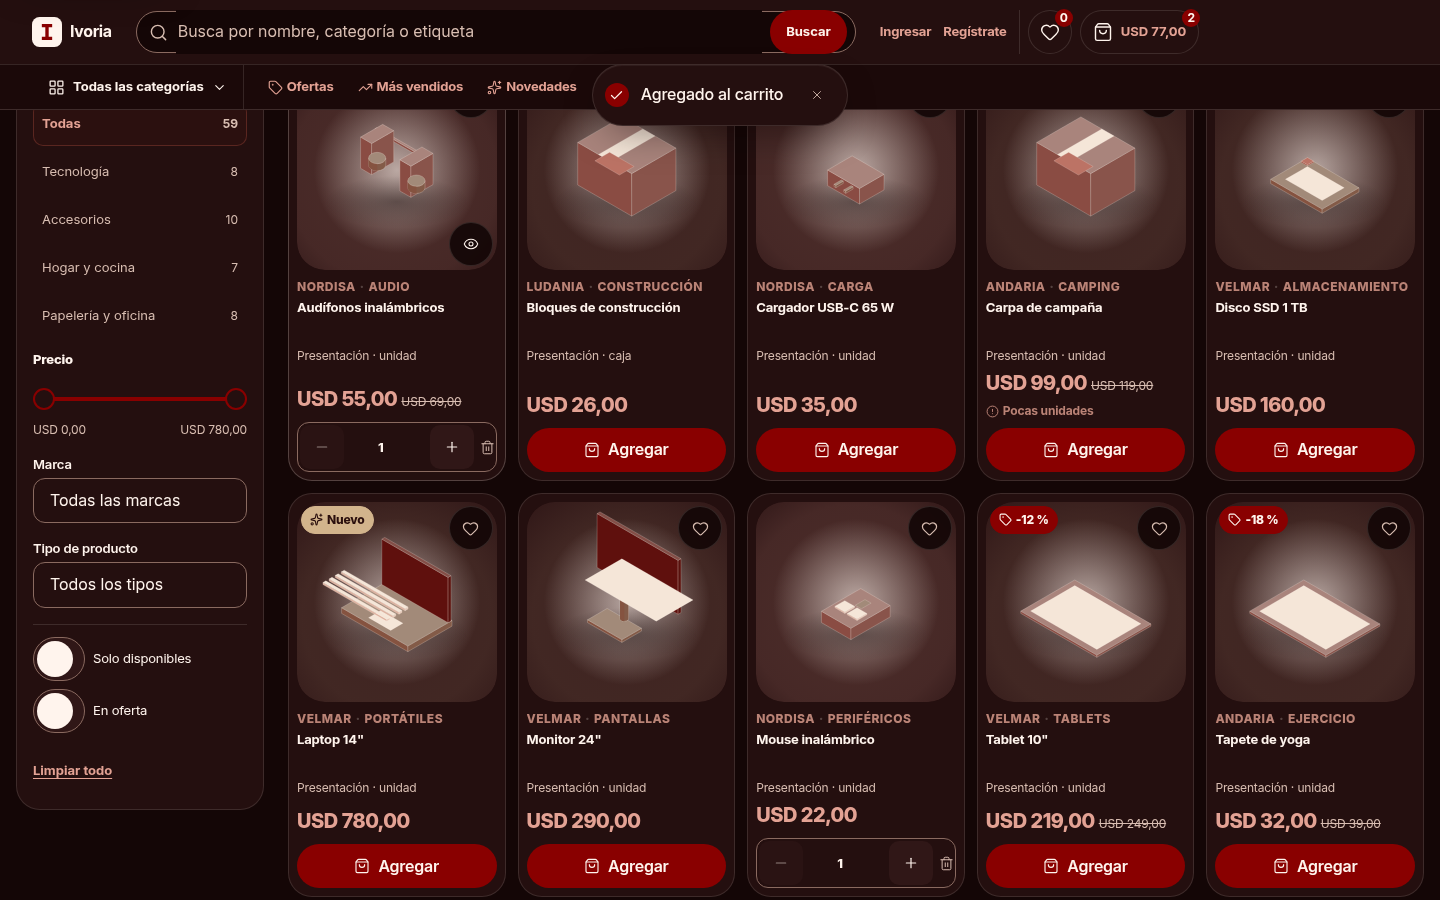 Ivoria
Busca por nombre, categoría o etiqueta
Buscar
Ingresar
Regístrate
0
USD 77,00
2
Todas las categorías
Ofertas
Más vendidos
Novedades
Agregado al carrito
Todas 59
Tecnología 8
Accesorios 10
Hogar y cocina 7
Papelería y oficina 8
Precio
USD 0,00 USD 780,00
Marca
Todas las marcas
Tipo de producto
Todos los tipos
Solo disponibles
En oferta
Limpiar todo
NORDISA · AUDIO
Audífonos inalámbricos
Presentación · unidad
USD 55,00 USD 69,00
1
LUDANIA · CONSTRUCCIÓN
Bloques de construcción
Presentación · caja
USD 26,00
Agregar
NORDISA · CARGA
Cargador USB-C 65 W
Presentación · unidad
USD 35,00
Agregar
ANDARIA · CAMPING
Carpa de campaña
Presentación · unidad
USD 99,00 USD 119,00
Pocas unidades
Agregar
VELMAR · ALMACENAMIENTO
Disco SSD 1 TB
Presentación · unidad
USD 160,00
Agregar
Nuevo
VELMAR · PORTÁTILES
Laptop 14"
Presentación · unidad
USD 780,00
Agregar
VELMAR · PANTALLAS
Monitor 24"
Presentación · unidad
USD 290,00
Agregar
NORDISA · PERIFÉRICOS
Mouse inalámbrico
Presentación · unidad
USD 22,00
1
-12 %
VELMAR · TABLETS
Tablet 10"
Presentación · unidad
USD 219,00 USD 249,00
Agregar
-18 %
ANDARIA · EJERCICIO
Tapete de yoga
Presentación · unidad
USD 32,00 USD 39,00
Agregar